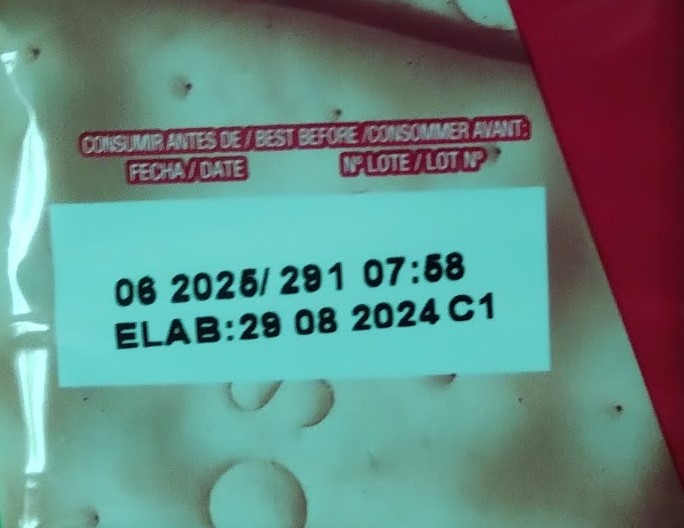 CONSUMIR ANTES DE / BEST BEFORE / CONSOMMER AVANT:
FECHA / DATE Nº LOTE / LOT Nº
06 2025/ 291 07:58
ELAB:29 08 2024 C1